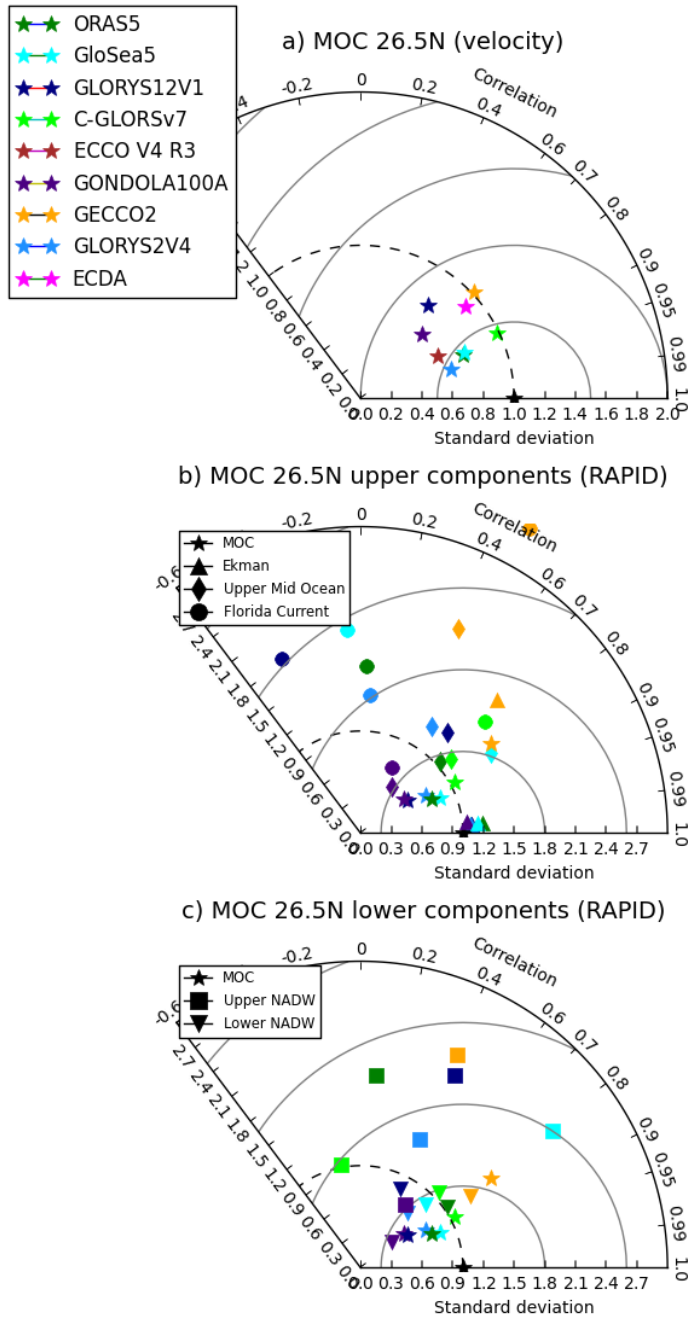 ORAS5
GloSea5
GLORYS12V1
C-GLORSv7
ECCO V4 R3
GONDOLA100A
GECCO2
GLORYS2V4
ECDA
a) MOC 26.5N (velocity)
-0.2 0 0.2 0.4 0.6 0.7 0.8 0.9 0.95 0.99 1.0
Correlation
1.0 0.8 0.6 0.4 0.2 0.0
0.0 0.2 0.4 0.6 0.8 1.0 1.2 1.4 1.6 1.8 2.0
Standard deviation
b) MOC 26.5N upper components (RAPID)
-0.6 -0.2 0 0.2 0.4 0.6 0.7 0.8 0.9 0.95 0.99 1.0
Correlation
MOC
Ekman
Upper Mid Ocean
Florida Current
2.4 2.1 1.8 1.5 1.2 0.9 0.6 0.3 0.0
0.0 0.3 0.6 0.9 1.2 1.5 1.8 2.1 2.4 2.7
Standard deviation
c) MOC 26.5N lower components (RAPID)
-0.6 -0.2 0 0.2 0.4 0.6 0.7 0.8 0.9 0.95 0.99 1.0
Correlation
MOC
Upper NADW
Lower NADW
2.7 2.4 2.1 1.8 1.5 1.2 0.9 0.6 0.3 0.0
0.0 0.3 0.6 0.9 1.2 1.5 1.8 2.1 2.4 2.7
Standard deviation